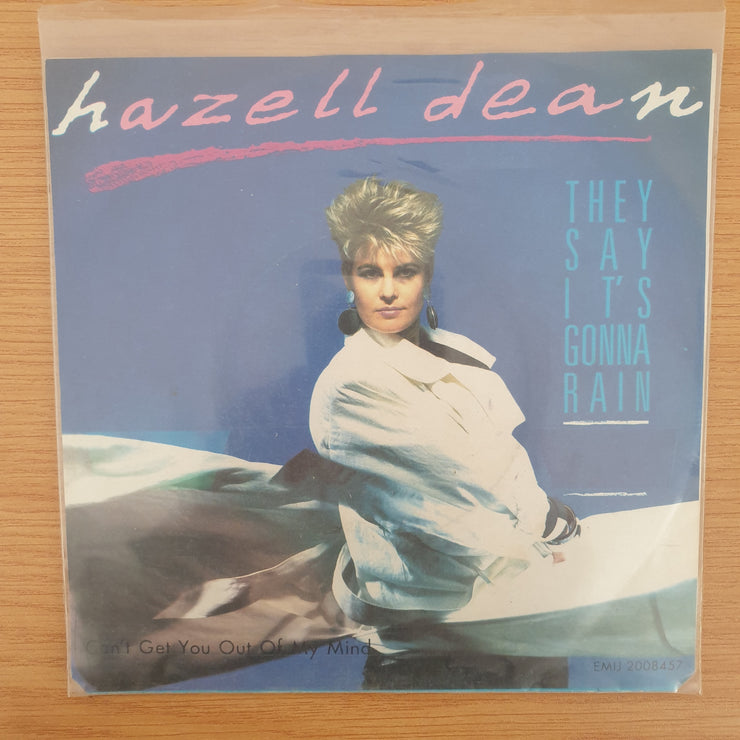 hazell dean
THEY
SAY
IT'S
GONNA
RAIN
Can't Get You Out Of My Mind
EMIJ 2008457